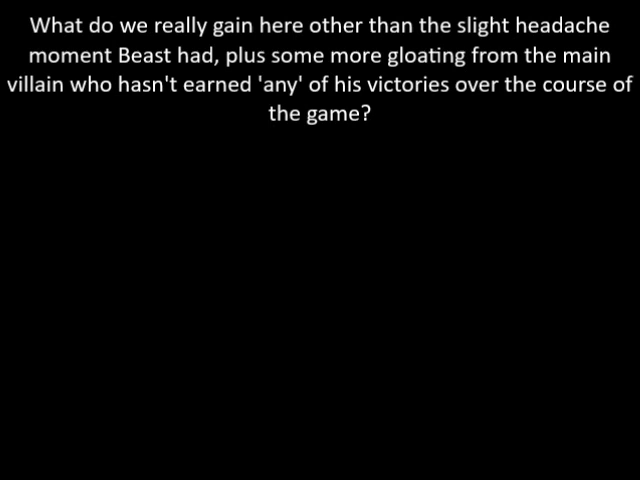 What do we really gain here other than the slight headache
moment Beast had, plus some more gloating from the main
villain who hasn't earned 'any' of his victories over the course of
the game?